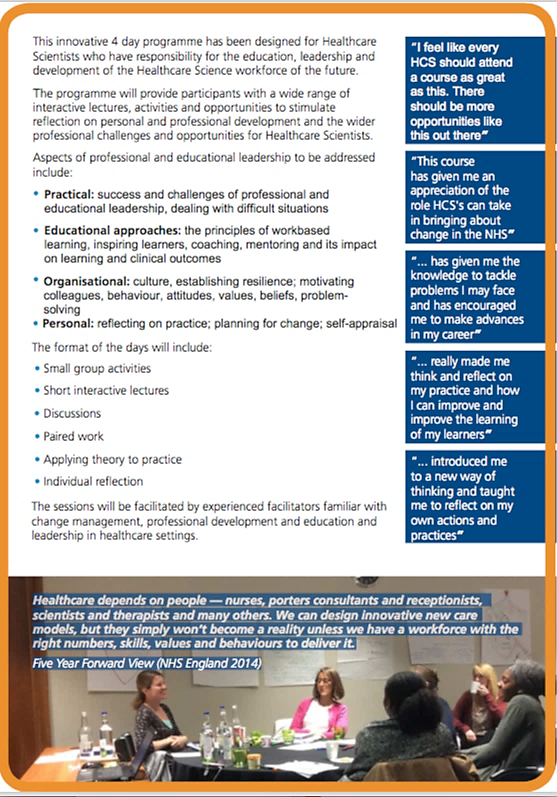 This innovative 4 day programme has been designed for Healthcare
Scientists who have responsibility for the education, leadership and
development of the Healthcare Science workforce of the future.
The programme will provide participants with a wide range of
interactive lectures, activities and opportunities to stimulate
reflection on personal and professional development and the wider
professional challenges and opportunities for Healthcare Scientists.
Aspects of professional and educational leadership to be addressed
include:
• Practical: success and challenges of professional and
educational leadership, dealing with difficult situations
• Educational approaches: the principles of workbased
learning, inspiring learners, coaching, mentoring and its impact
on learning and clinical outcomes
• Organisational: culture, establishing resilience; motivating
colleagues, behaviour, attitudes, values, beliefs, problem-
solving
• Personal: reflecting on practice; planning for change; self-appraisal
The format of the days will include:
• Small group activities
• Short interactive lectures
• Discussions
• Paired work
• Applying theory to practice
• Individual reflection
The sessions will be facilitated by experienced facilitators familiar with
change management, professional development and education and
leadership in healthcare settings.
“I feel like every
HCS should attend
a course as great
as this. There
should be more
opportunities like
this out there”
“This course
has given me an
appreciation of the
role HCS's can take
in bringing about
change in the NHS”
“... has given me the
knowledge to tackle
problems I may face
and has encouraged
me to make advances
in my career”
“... really made me
think and reflect on
my practice and how
I can improve and
improve the learning
of my learners”
“... introduced me
to a new way of
thinking and taught
me to reflect on my
own actions and
practices”
Healthcare depends on people — nurses, porters consultants and receptionists,
scientists and therapists and many others. We can design innovative new care
models, but they simply won't become a reality unless we have a workforce with the
right numbers, skills, values and behaviours to deliver it.
Five Year Forward View (NHS England 2014)